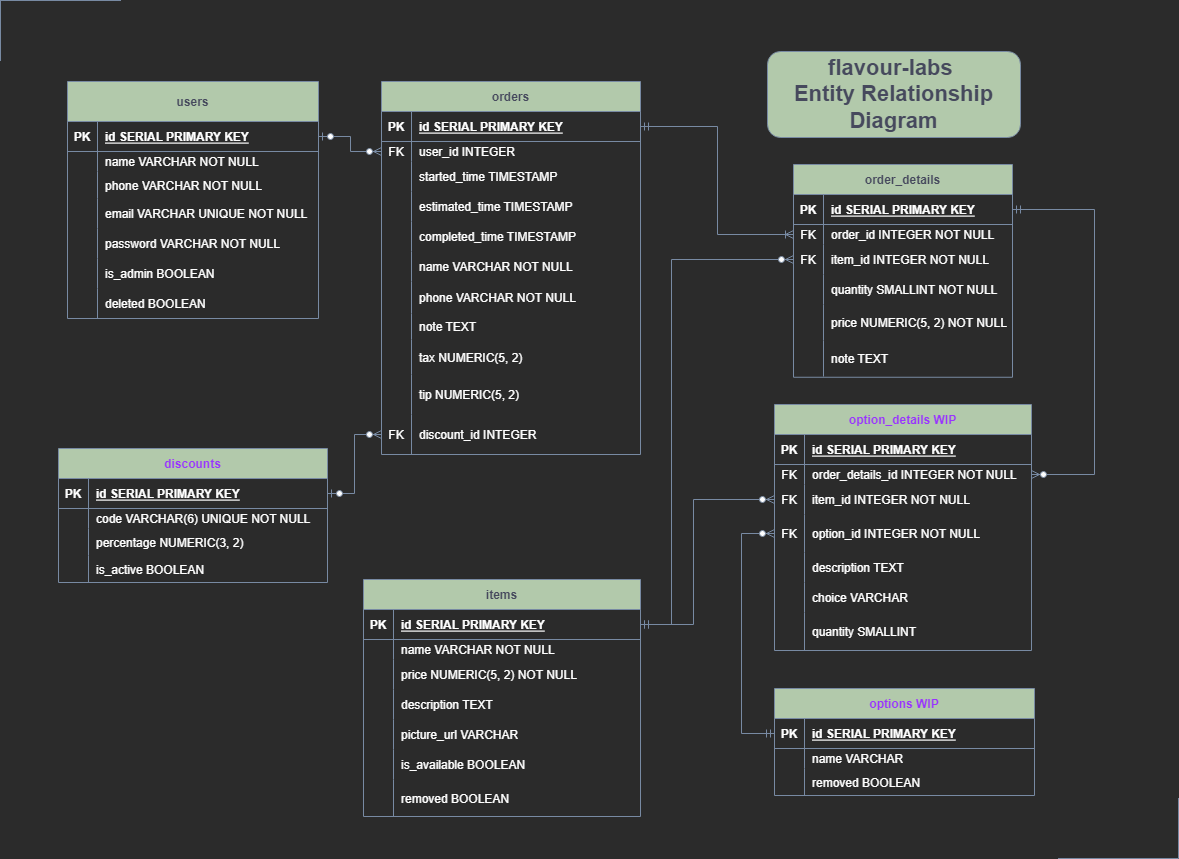 flavour-labs
Entity Relationship
Diagram
users
PK id SERIAL PRIMARY KEY
name VARCHAR NOT NULL
phone VARCHAR NOT NULL
email VARCHAR UNIQUE NOT NULL
password VARCHAR NOT NULL
is_admin BOOLEAN
deleted BOOLEAN
orders
PK id SERIAL PRIMARY KEY
FK user_id INTEGER
started_time TIMESTAMP
estimated_time TIMESTAMP
completed_time TIMESTAMP
name VARCHAR NOT NULL
phone VARCHAR NOT NULL
note TEXT
tax NUMERIC(5, 2)
tip NUMERIC(5, 2)
FK discount_id INTEGER
order_details
PK id SERIAL PRIMARY KEY
FK order_id INTEGER NOT NULL
FK item_id INTEGER NOT NULL
quantity SMALLINT NOT NULL
price NUMERIC(5, 2) NOT NULL
note TEXT
discounts
PK id SERIAL PRIMARY KEY
code VARCHAR(6) UNIQUE NOT NULL
percentage NUMERIC(3, 2)
is_active BOOLEAN
option_details WIP
PK id SERIAL PRIMARY KEY
FK order_details_id INTEGER NOT NULL
FK item_id INTEGER NOT NULL
FK option_id INTEGER NOT NULL
description TEXT
choice VARCHAR
quantity SMALLINT
items
PK id SERIAL PRIMARY KEY
name VARCHAR NOT NULL
price NUMERIC(5, 2) NOT NULL
description TEXT
picture_url VARCHAR
is_available BOOLEAN
removed BOOLEAN
options WIP
PK id SERIAL PRIMARY KEY
name VARCHAR
removed BOOLEAN